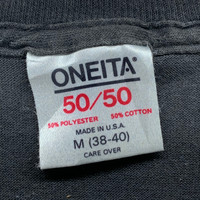 ONEITA®
50/50
50% POLYESTER 50% COTTON
MADE IN U.S.A.
M (38-40)
CARE OVER